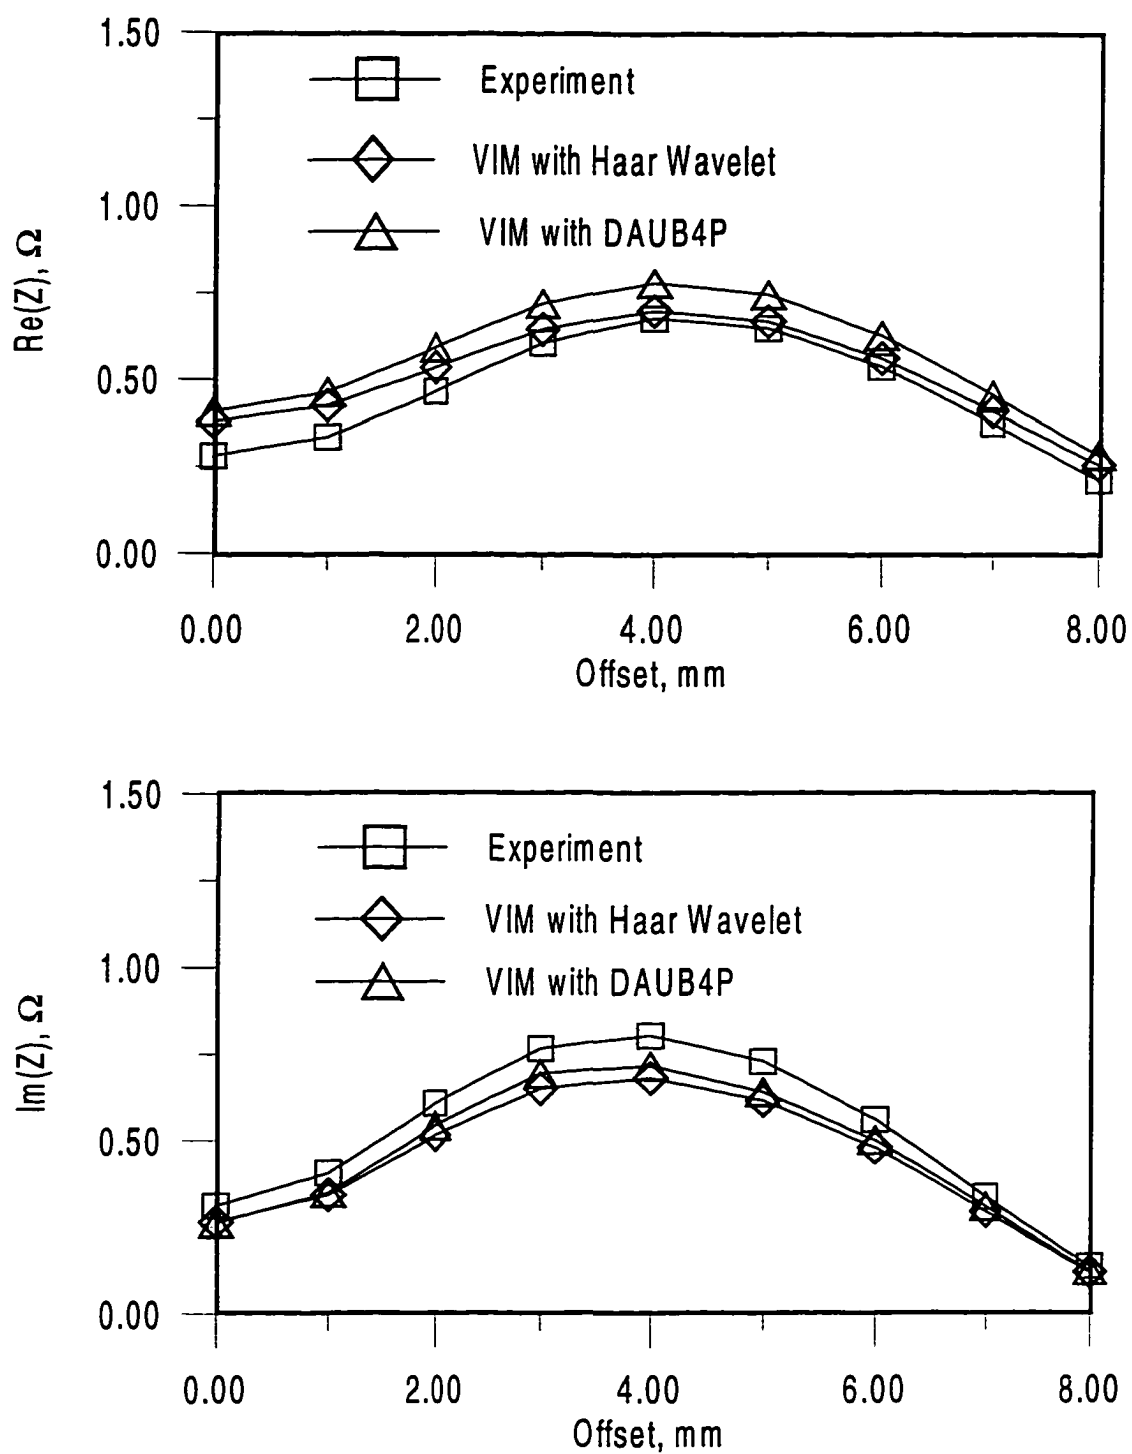 1.50
Experiment
VIM with Haar Wavelet
1.00
VIM with DAUB4P
Re(Z), Ω
0.50
0.00
0.00 2.00 4.00 6.00 8.00
Offset, mm
1.50
Experiment
VIM with Haar Wavelet
1.00
VIM with DAUB4P
Im(Z), Ω
0.50
0.00
0.00 2.00 4.00 6.00 8.00
Offset, mm